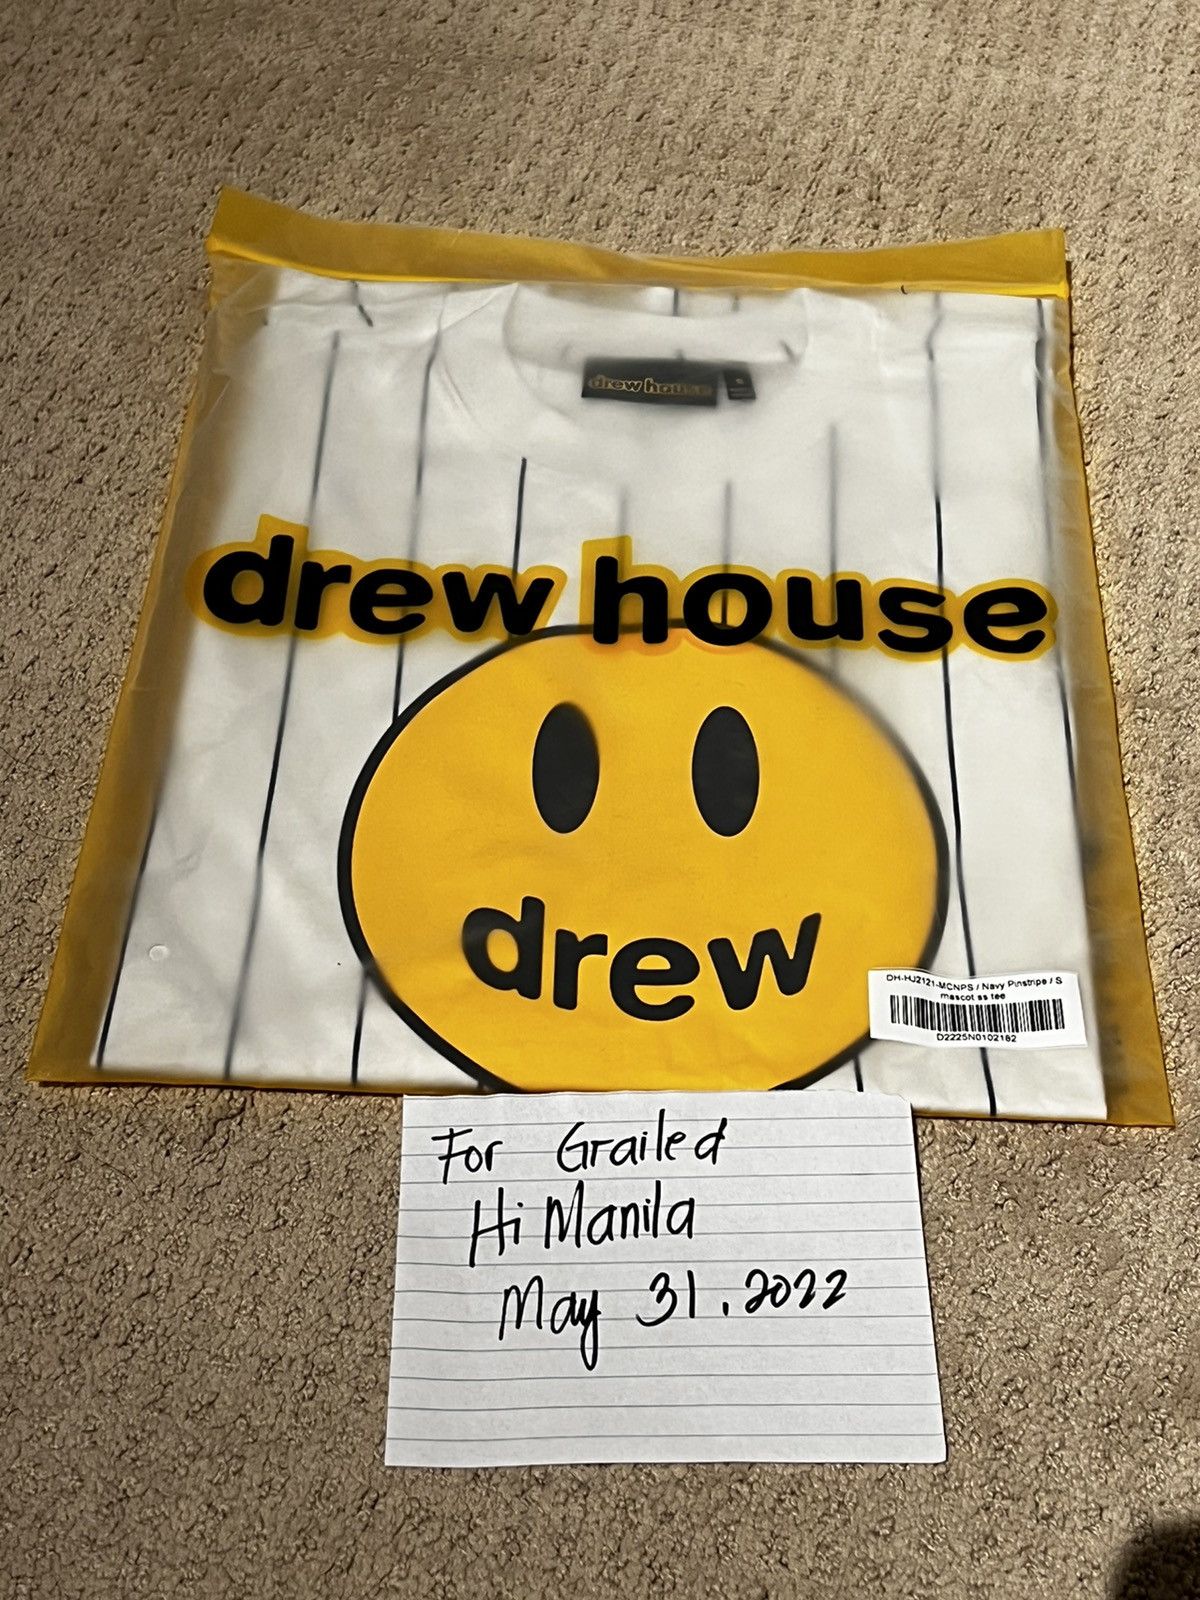 drew house
S
drew house
drew
DH-HJ2121-MCNPS / Navy Pinstripe / S
mascot ss tee
D2225N0102182
For Grailed
Hi Manila
May 31, 2022